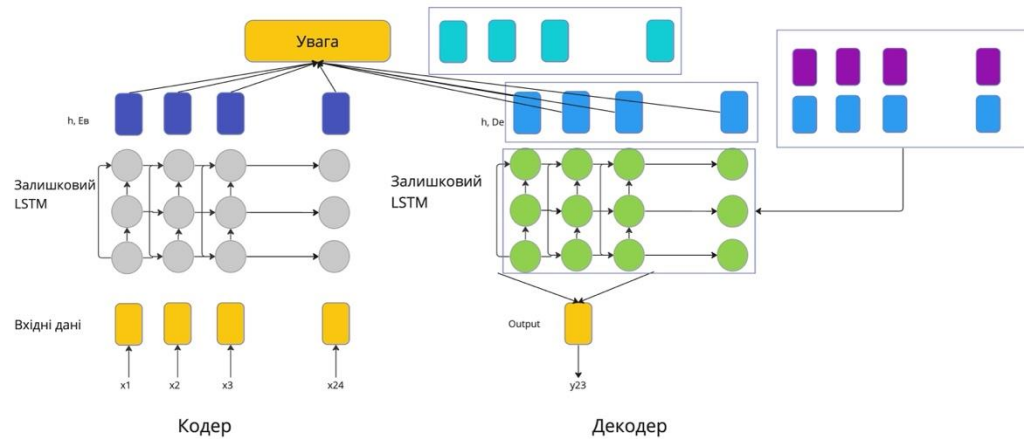 Увага
h, Ев
h, De
Залишковий
LSTM
Залишковий
LSTM
Вхідні дані
Output
x1
x2
x3
x24
y23
Кодер
Декодер